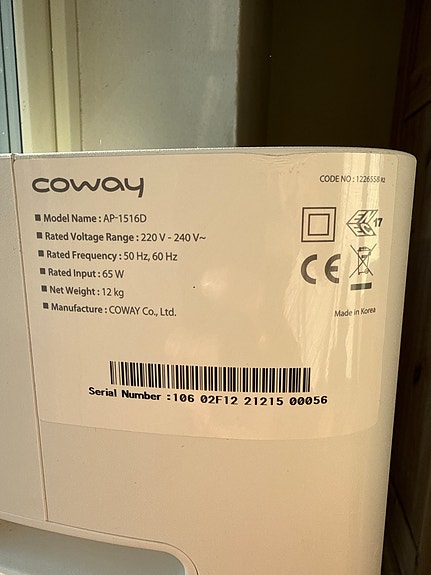 coway
CODE NO : 1226558
■ Model Name : AP-1516D
■ Rated Voltage Range : 220 V - 240 V~
■ Rated Frequency : 50 Hz, 60 Hz
■ Rated Input : 65 W
■ Net Weight : 12 kg
■ Manufacture : COWAY Co., Ltd.
17
CE
Made in Korea
Serial Number :106 02F12 21215 00056